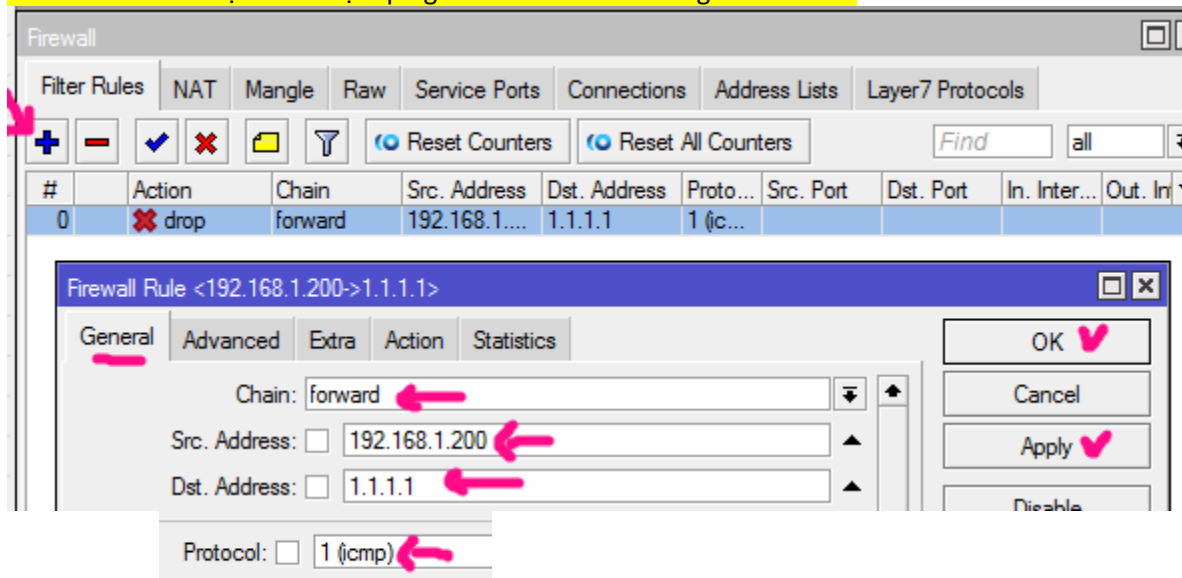 Firewall
Filter Rules NAT Mangle Raw Service Ports Connections Address Lists Layer7 Protocols
Reset Counters Reset All Counters Find all
# Action Chain Src. Address Dst. Address Proto... Src. Port Dst. Port In. Inter... Out. Int
0 drop forward 192.168.1.... 1.1.1.1 1 (ic...
Firewall Rule <192.168.1.200->1.1.1.1>
General Advanced Extra Action Statistics
OK
Chain: forward
Cancel
Src. Address: 192.168.1.200
Apply
Dst. Address: 1.1.1.1
Disable
Protocol: 1 (icmp)